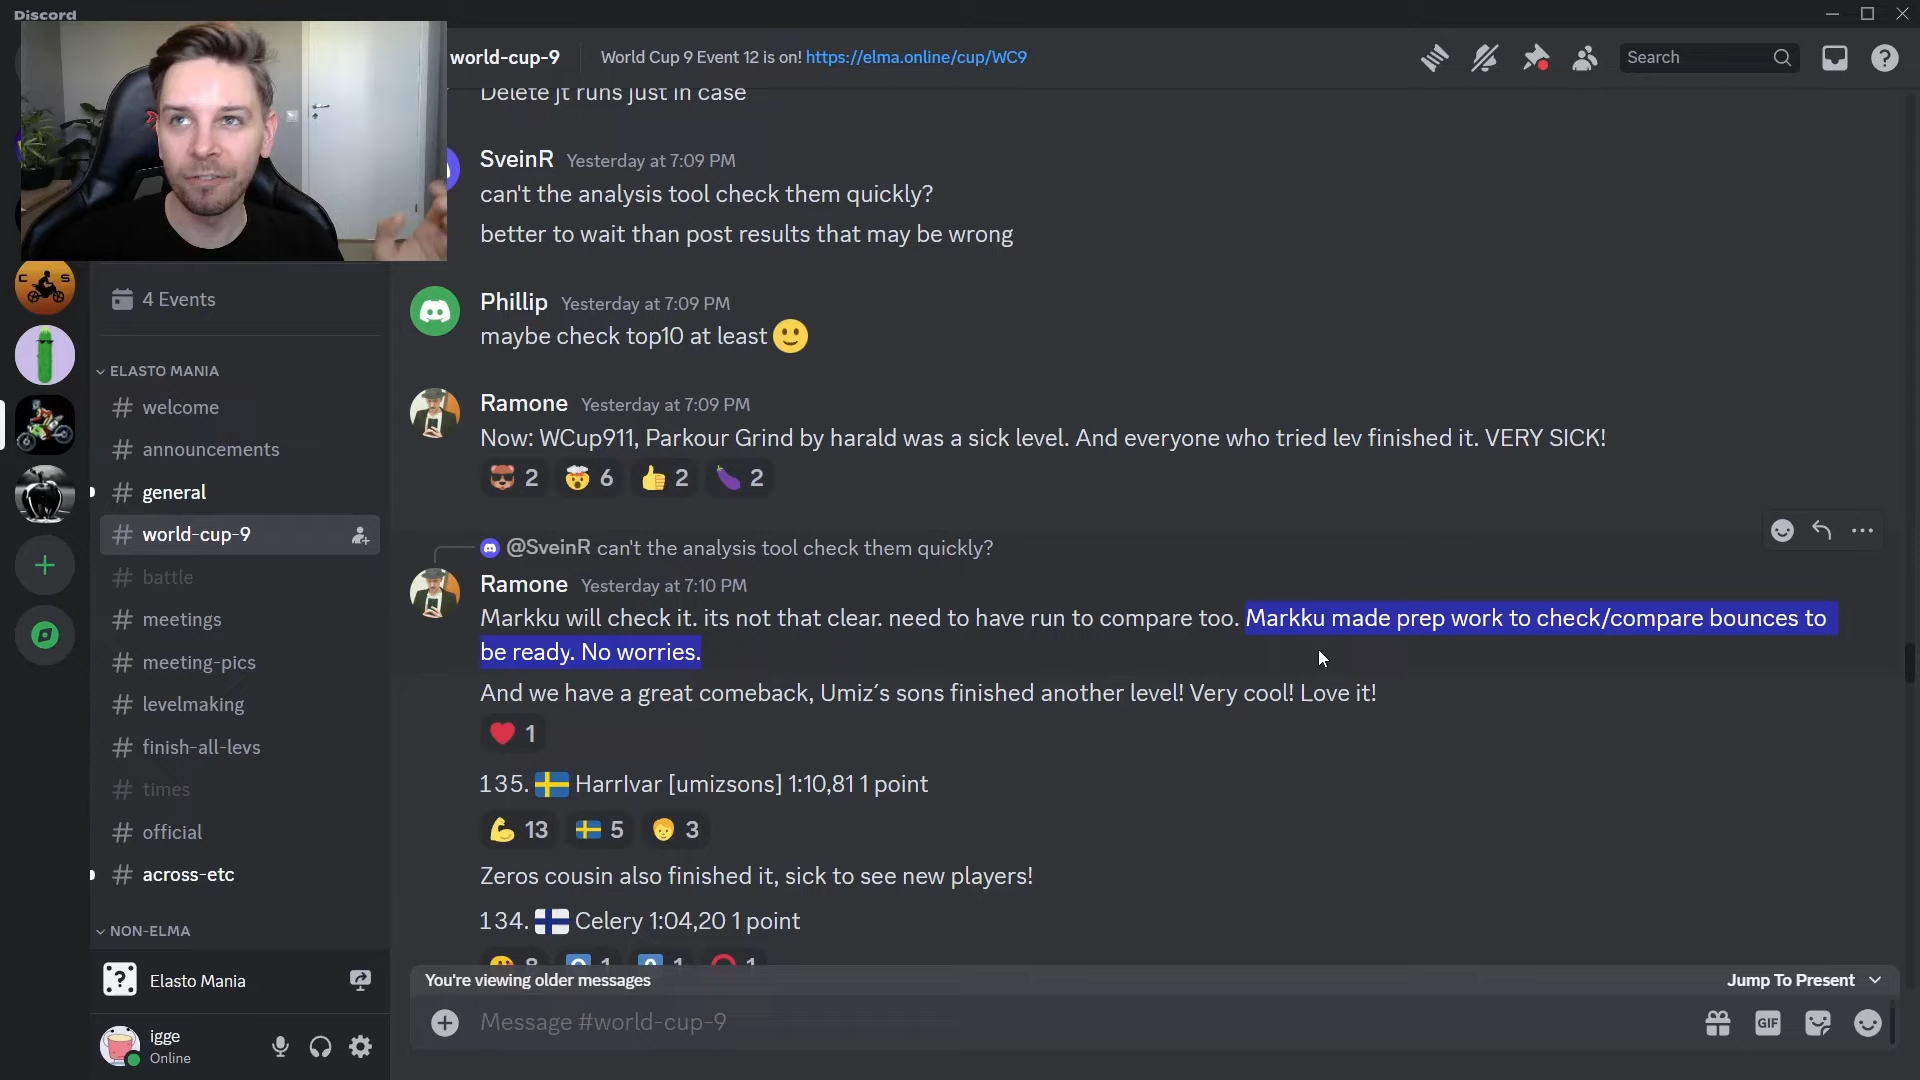 Discord
world-cup-9
World Cup 9 Event 12 is on! https://elma.online/cup/WC9
Search
Delete jt runs just in case
SveinR Yesterday at 7:09 PM
can't the analysis tool check them quickly?
better to wait than post results that may be wrong
C S
4 Events
Phillip Yesterday at 7:09 PM
maybe check top10 at least
ELASTO MANIA
welcome
announcements
general
world-cup-9
battle
meetings
meeting-pics
levelmaking
finish-all-levs
times
official
across-etc
NON-ELMA
Elasto Mania
igge
Online
Ramone Yesterday at 7:09 PM
Now: WCup911, Parkour Grind by harald was a sick level. And everyone who tried lev finished it. VERY SICK!
2 6 2 2
@SveinR can't the analysis tool check them quickly?
Ramone Yesterday at 7:10 PM
Markku will check it. its not that clear. need to have run to compare too. Markku made prep work to check/compare bounces to
be ready. No worries.
And we have a great comeback, Umiz´s sons finished another level! Very cool! Love it!
1
135. HarrIvar [umizsons] 1:10,81 1 point
13 5 3
Zeros cousin also finished it, sick to see new players!
134. Celery 1:04,20 1 point
8 1 1 1
You're viewing older messages
Jump To Present
Message #world-cup-9
GIF